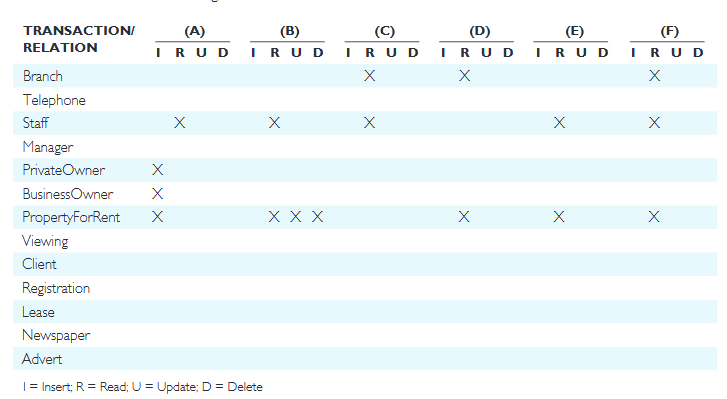 TRANSACTION/ (A) (B) (C) (D) (E) (F)
RELATION I R U D I R U D I R U D I R U D I R U D I R U D
Branch X X X
Telephone
Staff X X X X X
Manager
PrivateOwner X
BusinessOwner X
PropertyForRent X X X X X X X
Viewing
Client
Registration
Lease
Newspaper
Advert
I = Insert; R = Read; U = Update; D = Delete